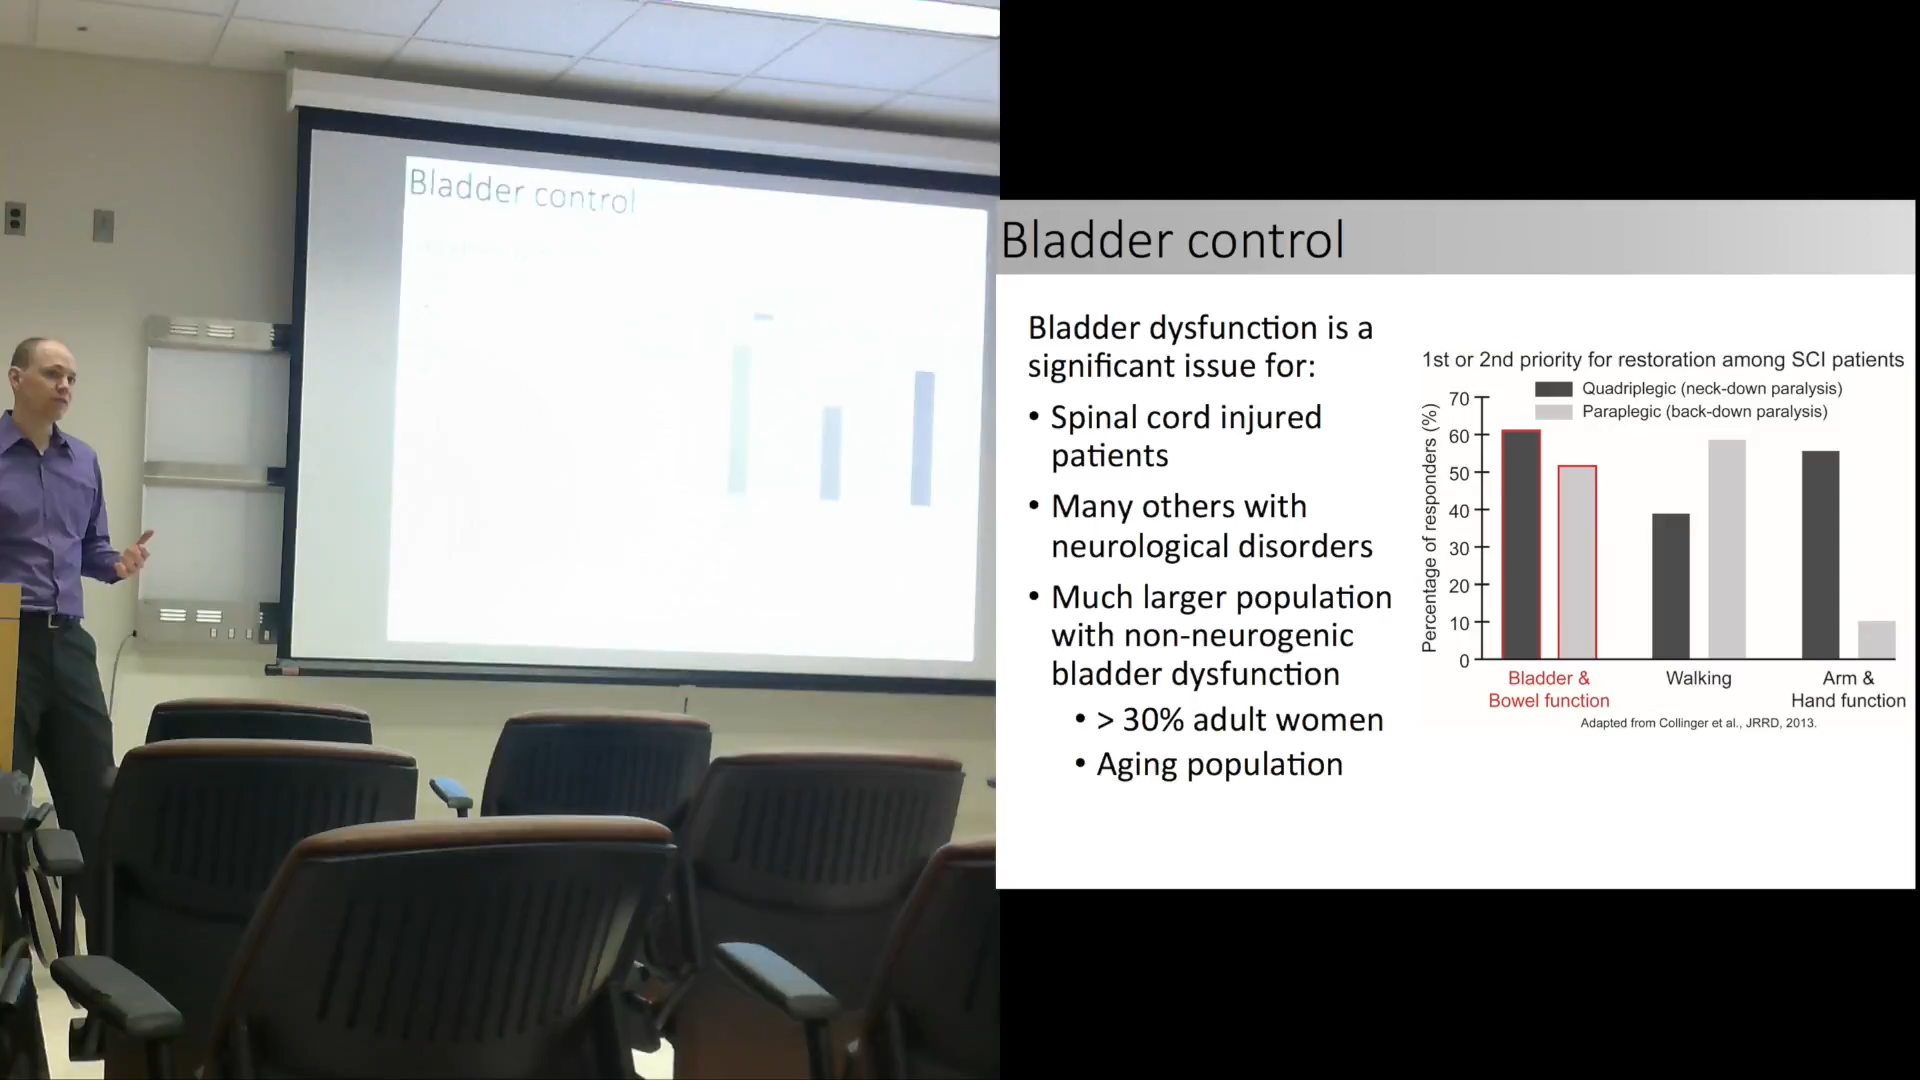 Bladder control
Bladder control
Bladder dysfunction is a
significant issue for:
• Spinal cord injured
patients
• Many others with
neurological disorders
• Much larger population
with non-neurogenic
bladder dysfunction
• > 30% adult women
• Aging population
1st or 2nd priority for restoration among SCI patients
Quadriplegic (neck-down paralysis)
Paraplegic (back-down paralysis)
Percentage of responders (%)
70
60
50
40
30
20
10
0
Bladder &
Bowel function
Walking
Arm &
Hand function
Adapted from Collinger et al., JRRD, 2013.